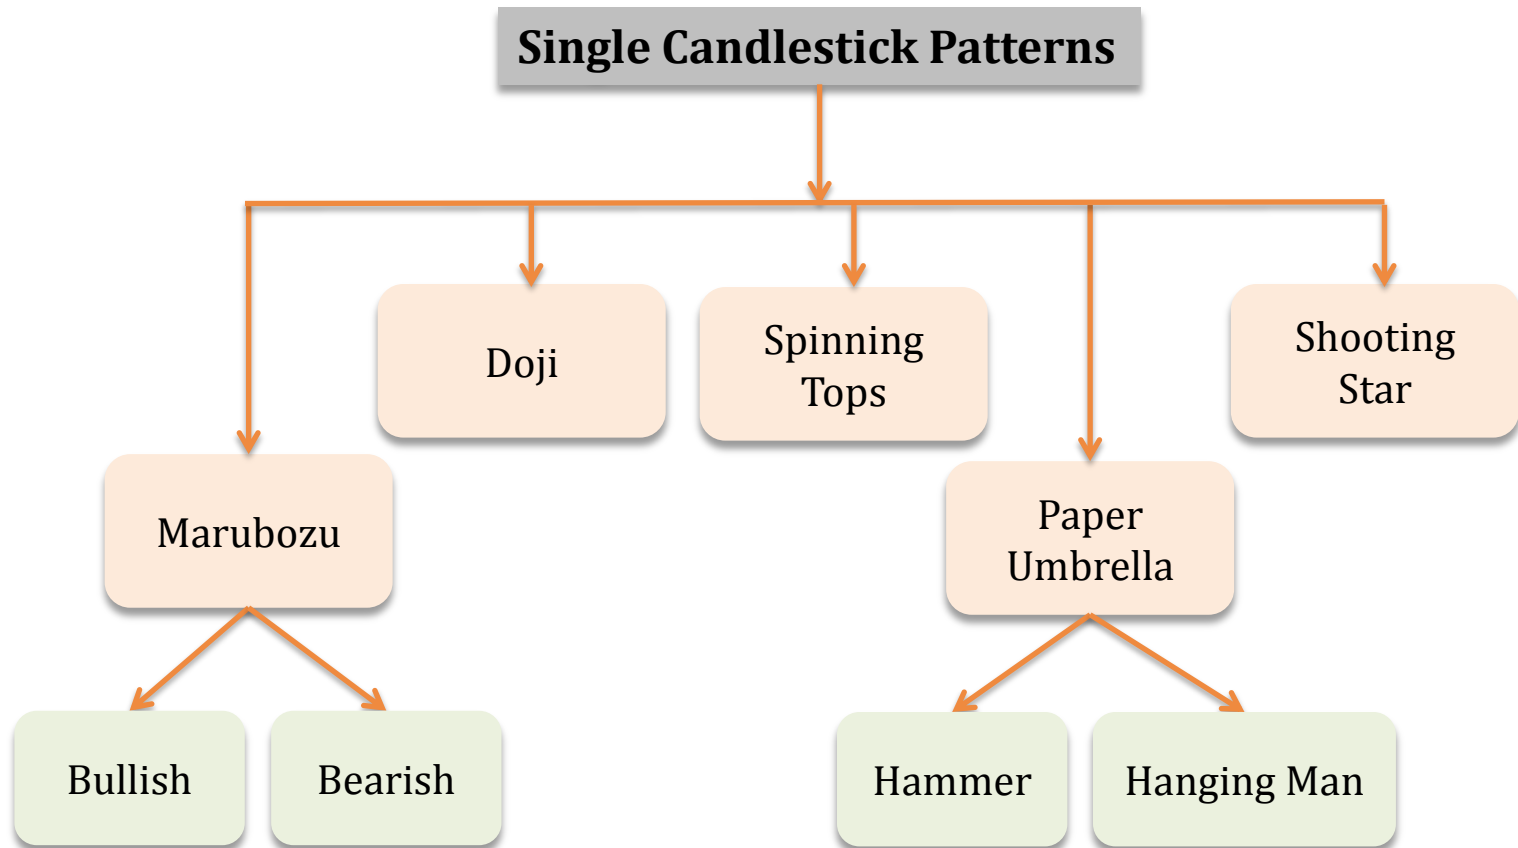 Single Candlestick Patterns
Doji
Spinning
Tops
Shooting
Star
Marubozu
Paper
Umbrella
Bullish
Bearish
Hammer
Hanging Man